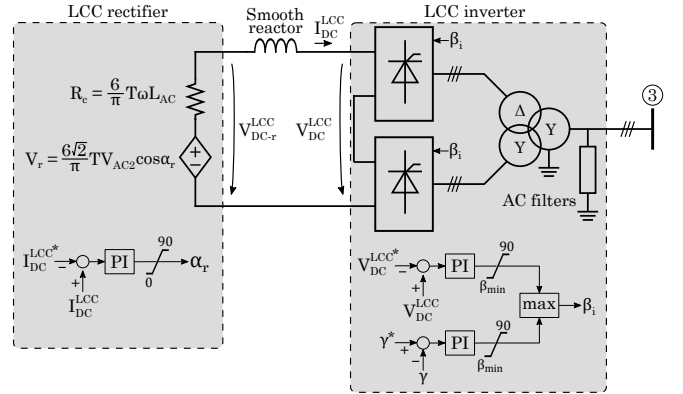 LCC rectifier
Smooth
reactor
I_DC^LCC
LCC inverter
β_i
R_c = 6/π TωL_AC
V_DC-r^LCC
V_DC^LCC
Δ
Y
Y
③
V_r = 6√2/π TV_AC2 cosα_r
+
−
β_i
AC filters
I_DC^LCC*
−
+
PI
90
0
α_r
I_DC^LCC
V_DC^LCC*
−
+
PI
90
β_min
V_DC^LCC
max
β_i
γ*
+
−
PI
90
β_min
γ